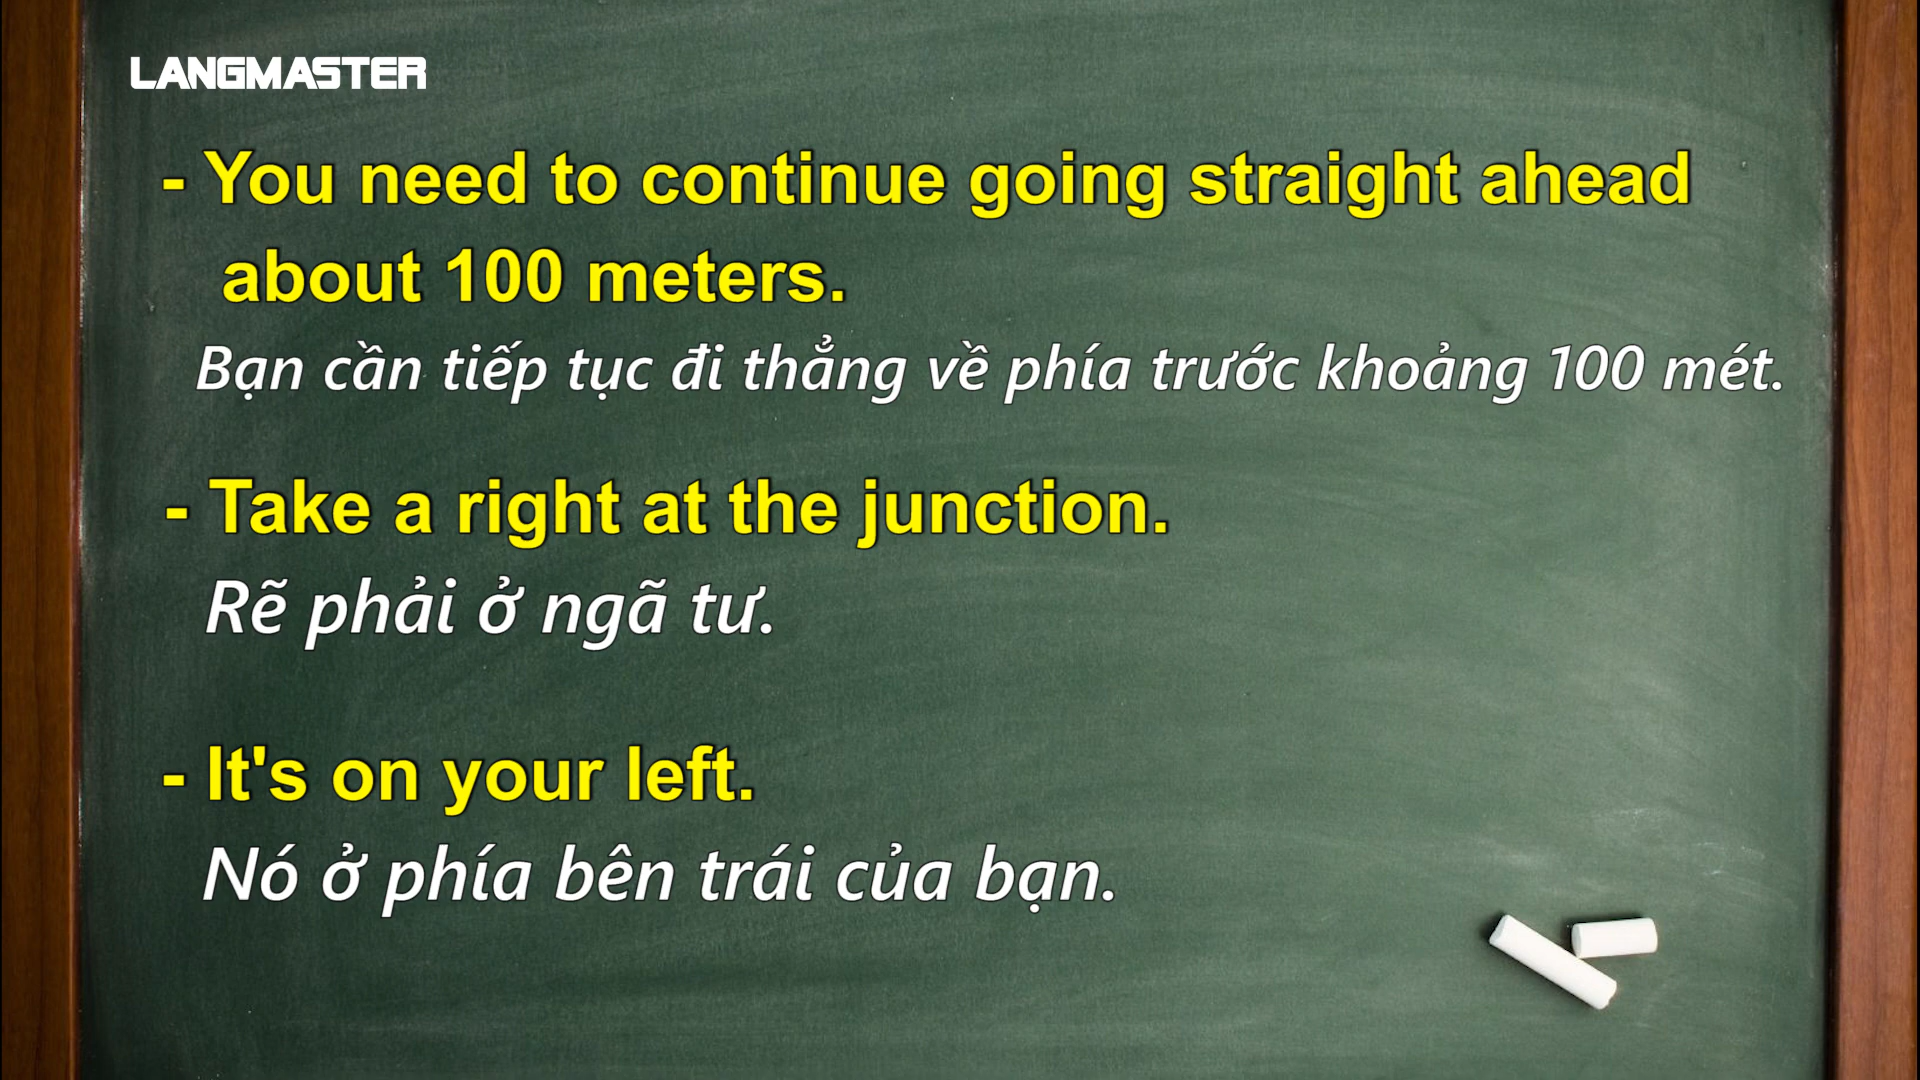 LANGMASTER
- You need to continue going straight ahead
about 100 meters.
Bạn cần tiếp tục đi thẳng về phía trước khoảng 100 mét.
- Take a right at the junction.
Rẽ phải ở ngã tư.
- It's on your left.
Nó ở phía bên trái của bạn.